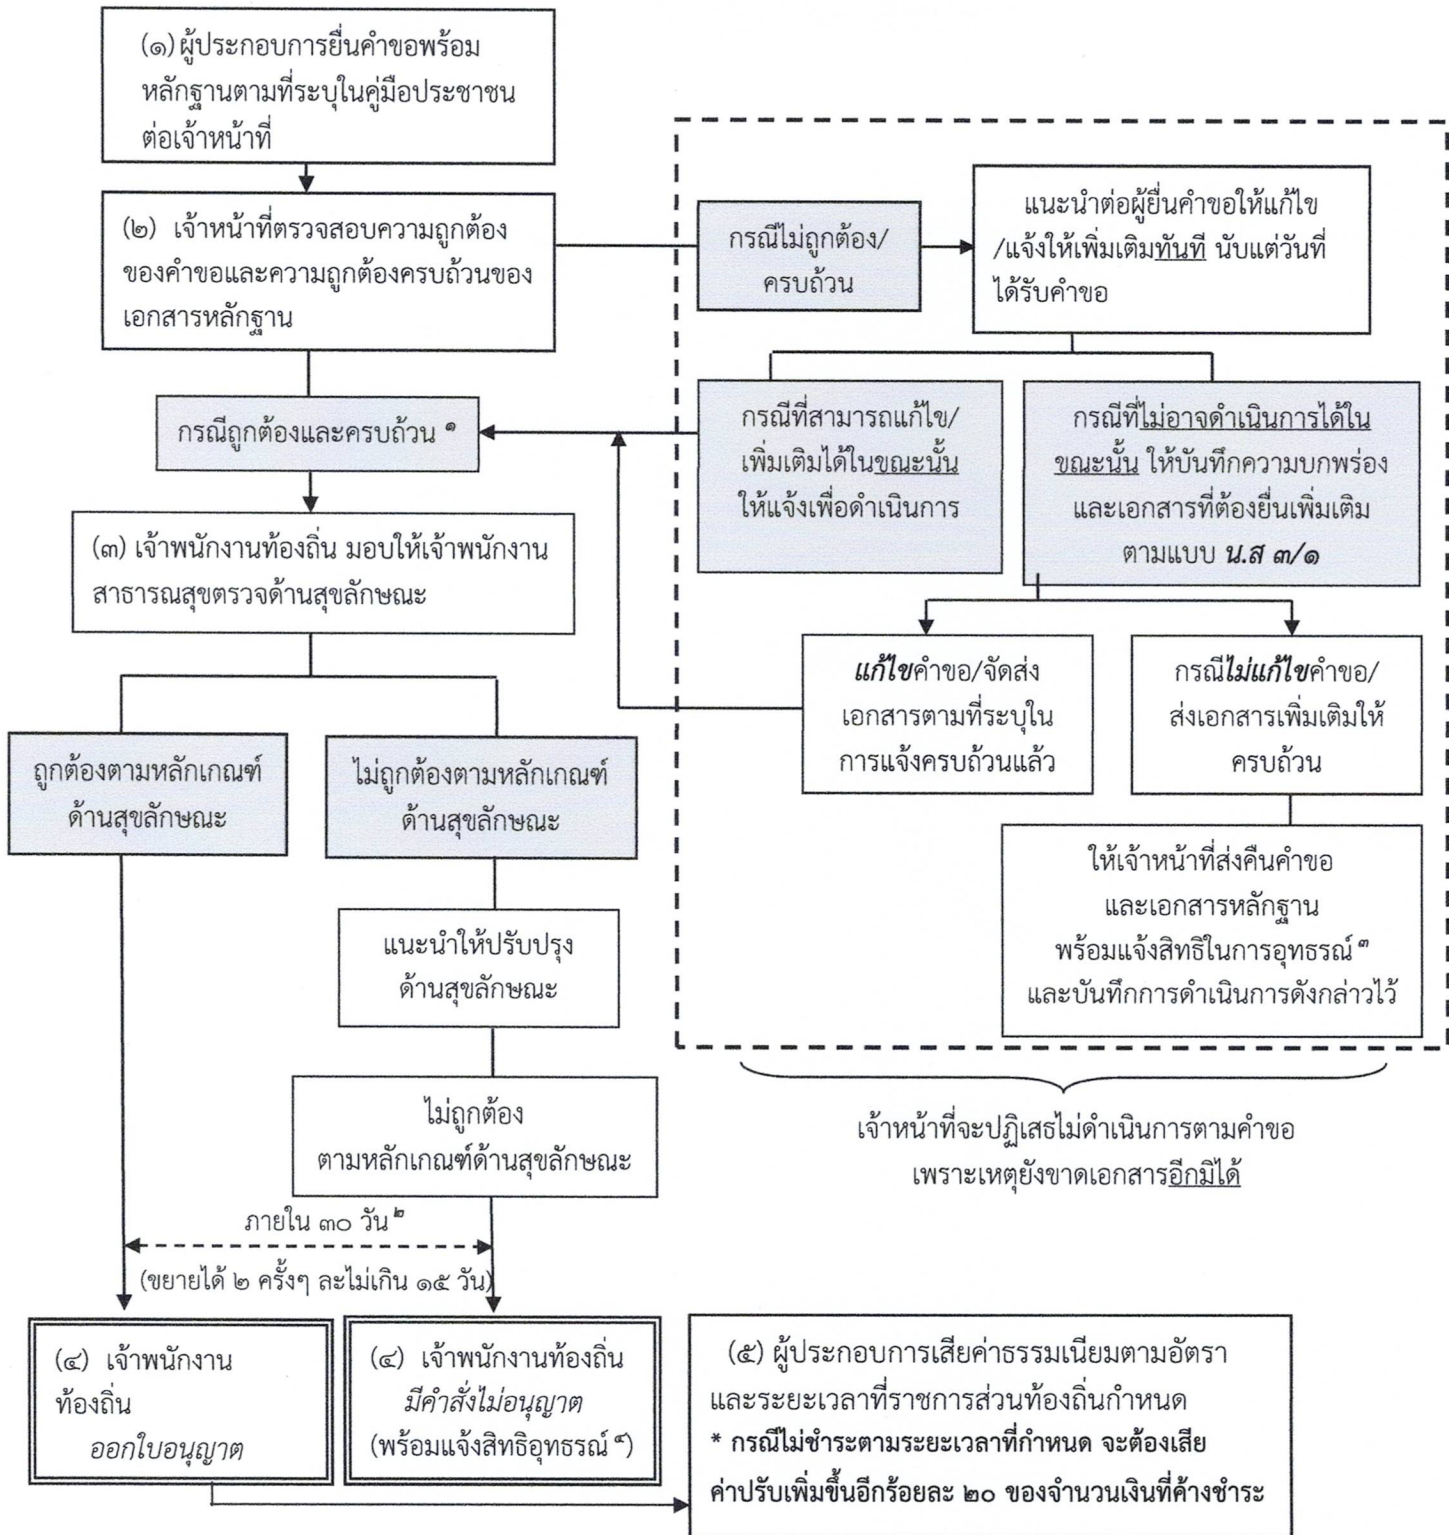 (๑) ผู้ประกอบการยื่นคำขอพร้อม
หลักฐานตามที่ระบุในคู่มือประชาชน
ต่อเจ้าหน้าที่
(๒) เจ้าหน้าที่ตรวจสอบความถูกต้อง
ของคำขอและความถูกต้องครบถ้วนของ
เอกสารหลักฐาน
กรณีไม่ถูกต้อง/
ครบถ้วน
แนะนำต่อผู้ยื่นคำขอให้แก้ไข
/แจ้งให้เพิ่มเติมทันที นับแต่วันที่
ได้รับคำขอ
กรณีถูกต้องและครบถ้วน ๑
กรณีที่สามารถแก้ไข/
เพิ่มเติมได้ในขณะนั้น
ให้แจ้งเพื่อดำเนินการ
กรณีที่ไม่อาจดำเนินการได้ใน
ขณะนั้น ให้บันทึกความบกพร่อง
และเอกสารที่ต้องยื่นเพิ่มเติม
ตามแบบ น.ส ๓/๑
(๓) เจ้าพนักงานท้องถิ่น มอบให้เจ้าพนักงาน
สาธารณสุขตรวจด้านสุขลักษณะ
แก้ไขคำขอ/จัดส่ง
เอกสารตามที่ระบุใน
การแจ้งครบถ้วนแล้ว
กรณีไม่แก้ไขคำขอ/
ส่งเอกสารเพิ่มเติมให้
ครบถ้วน
ถูกต้องตามหลักเกณฑ์
ด้านสุขลักษณะ
ไม่ถูกต้องตามหลักเกณฑ์
ด้านสุขลักษณะ
ให้เจ้าหน้าที่ส่งคืนคำขอ
และเอกสารหลักฐาน
พร้อมแจ้งสิทธิในการอุทธรณ์ ๓
และบันทึกการดำเนินการดังกล่าวไว้
แนะนำให้ปรับปรุง
ด้านสุขลักษณะ
ไม่ถูกต้อง
ตามหลักเกณฑ์ด้านสุขลักษณะ
เจ้าหน้าที่จะปฏิเสธไม่ดำเนินการตามคำขอ
เพราะเหตุยังขาดเอกสารอีกมิได้
ภายใน ๓๐ วัน ๒
(ขยายได้ ๒ ครั้งๆ ละไม่เกิน ๑๕ วัน)
(๔) เจ้าพนักงาน
ท้องถิ่น
ออกใบอนุญาต
(๔) เจ้าพนักงานท้องถิ่น
มีคำสั่งไม่อนุญาต
(พร้อมแจ้งสิทธิอุทธรณ์ ๔)
(๕) ผู้ประกอบการเสียค่าธรรมเนียมตามอัตรา
และระยะเวลาที่ราชการส่วนท้องถิ่นกำหนด
* กรณีไม่ชำระตามระยะเวลาที่กำหนด จะต้องเสีย
ค่าปรับเพิ่มขึ้นอีกร้อยละ ๒๐ ของจำนวนเงินที่ค้างชำระ